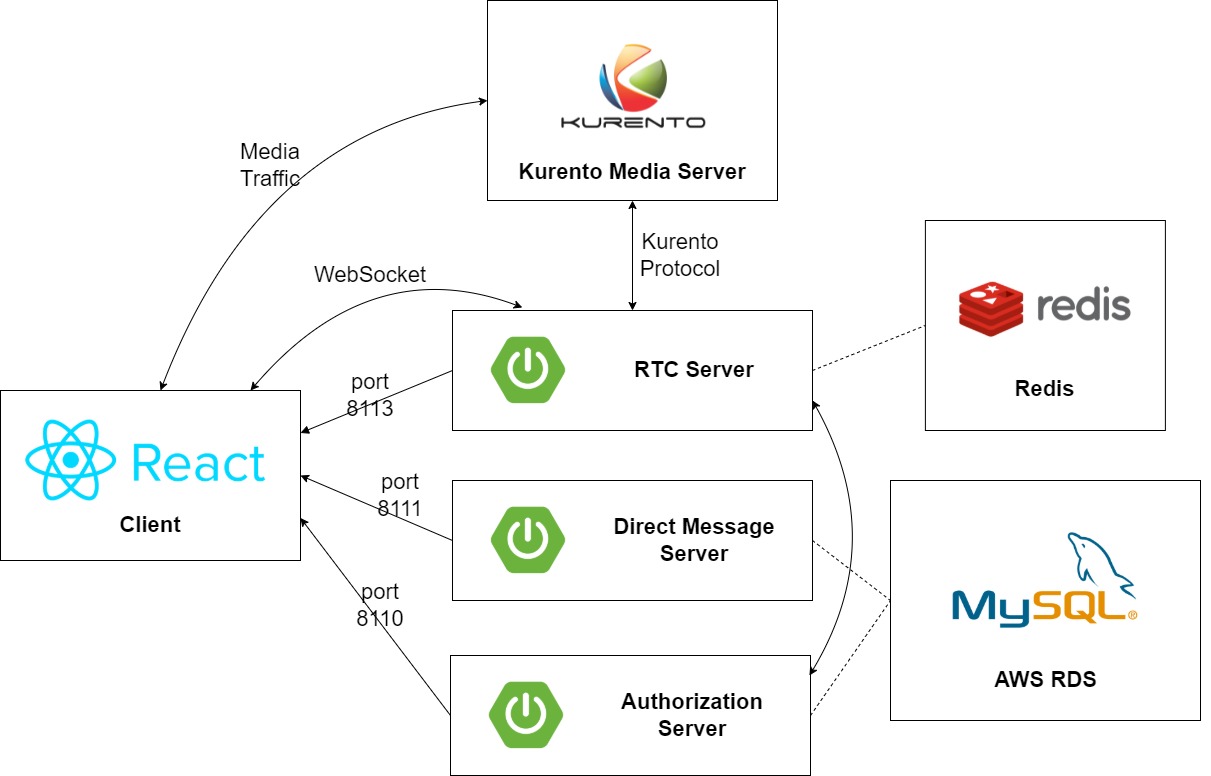 KURENTO
Kurento Media Server
Media
Traffic
Kurento
Protocol
WebSocket
redis
Redis
RTC Server
port
8113
React
Client
port
8111
Direct Message
Server
MySQL®
AWS RDS
port
8110
Authorization
Server